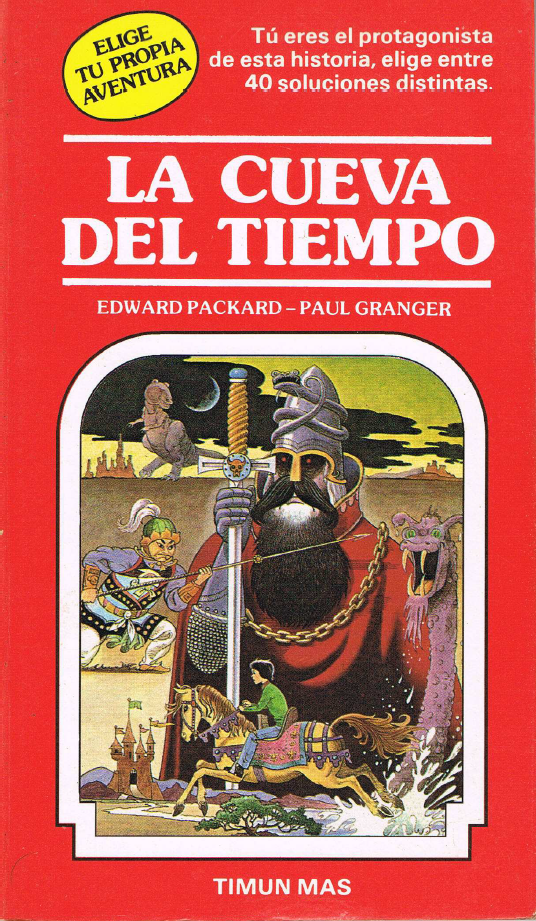 ELIGE
TU PROPIA
AVENTURA
Tú eres el protagonista
de esta historia, elige entre
40 soluciones distintas.
LA CUEVA
DEL TIEMPO
EDWARD PACKARD – PAUL GRANGER
TIMUN MAS